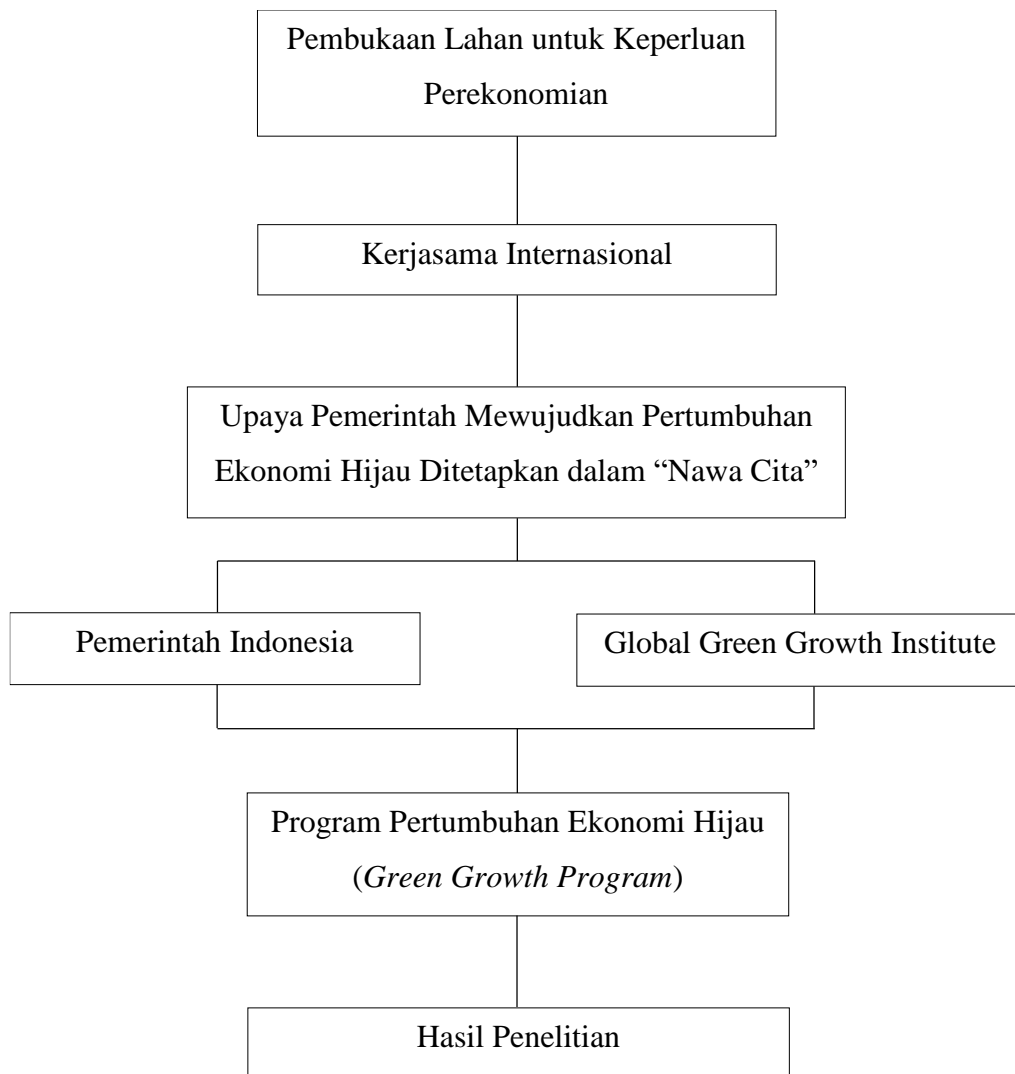 Pembukaan Lahan untuk Keperluan
Perekonomian
Kerjasama Internasional
Upaya Pemerintah Mewujudkan Pertumbuhan
Ekonomi Hijau Ditetapkan dalam “Nawa Cita”
Pemerintah Indonesia
Global Green Growth Institute
Program Pertumbuhan Ekonomi Hijau
(Green Growth Program)
Hasil Penelitian